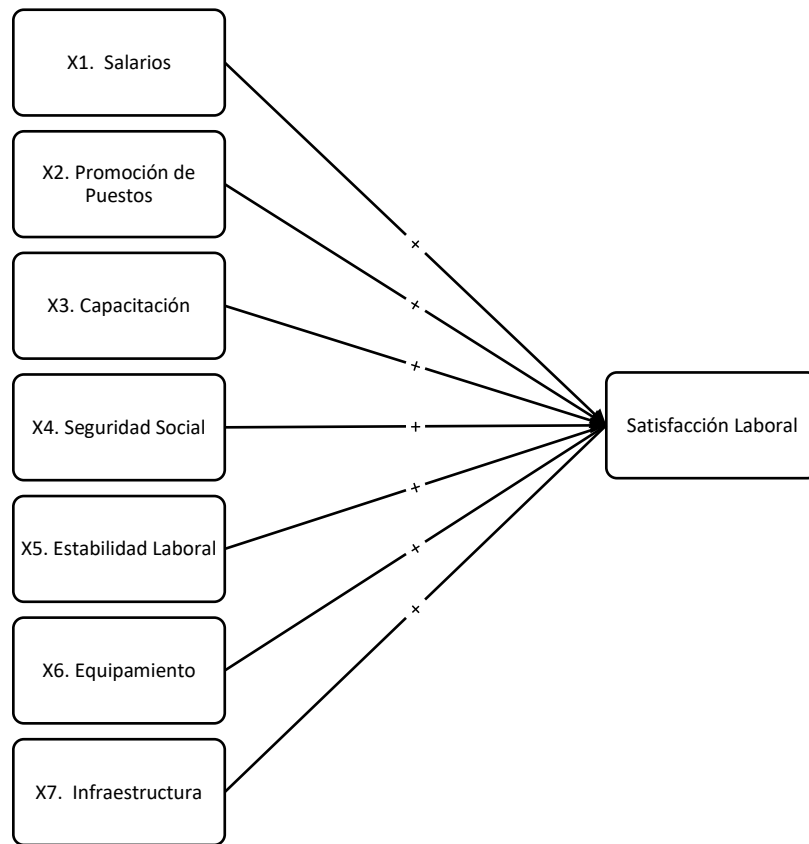 X1. Salarios
X2. Promoción de
Puestos
X3. Capacitación
X4. Seguridad Social
X5. Estabilidad Laboral
X6. Equipamiento
X7. Infraestructura
+
+
+
+
+
+
+
Satisfacción Laboral